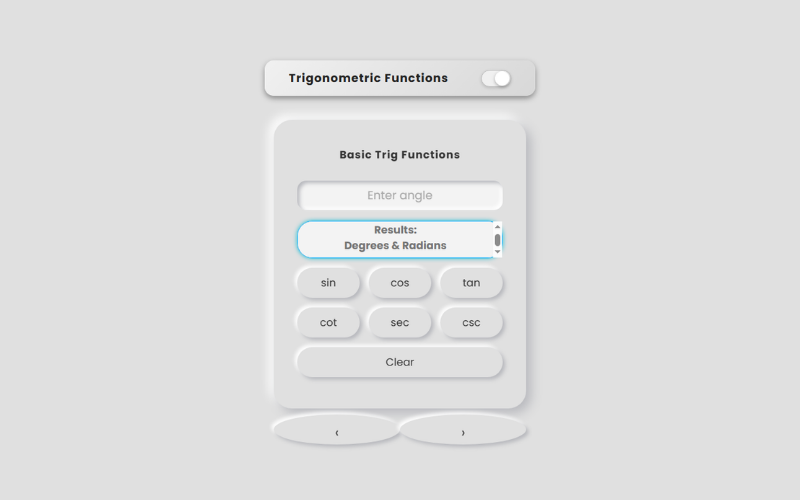 Trigonometric Functions
Basic Trig Functions
Enter angle
Results:
Degrees & Radians
sin cos tan
cot sec csc
Clear
‹ ›